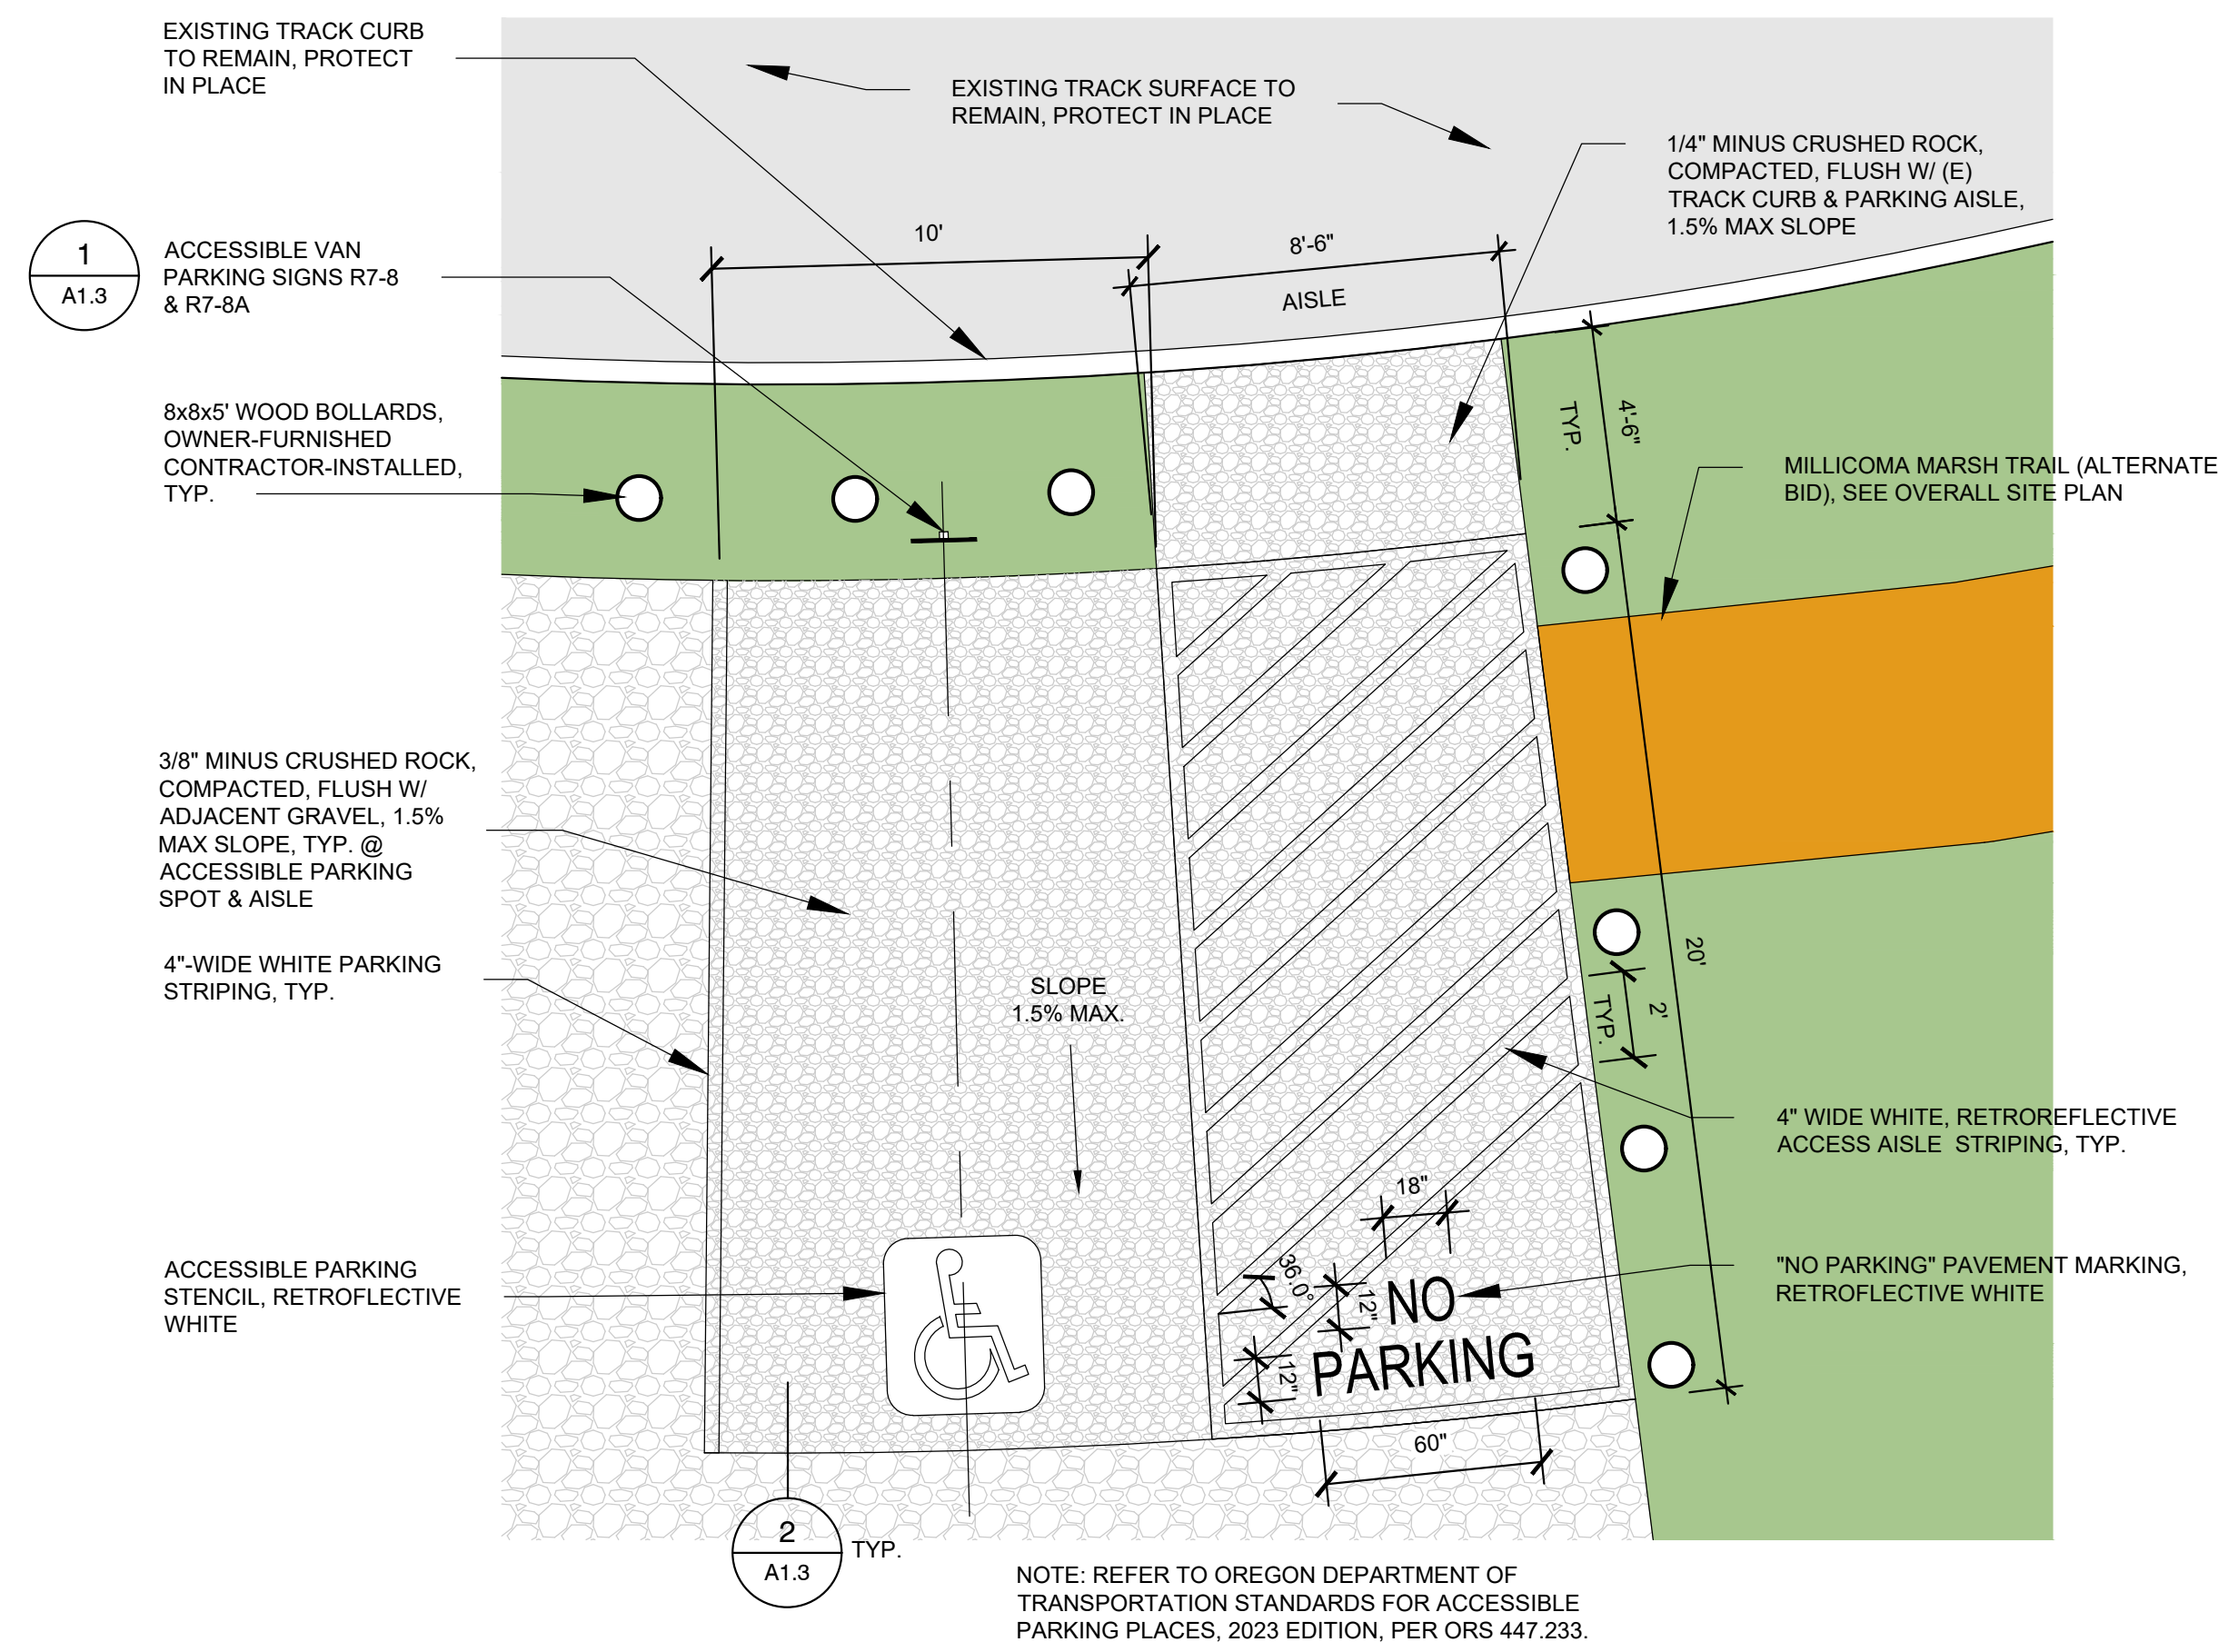 EXISTING TRACK CURB
TO REMAIN, PROTECT
IN PLACE
EXISTING TRACK SURFACE TO
REMAIN, PROTECT IN PLACE
1/4" MINUS CRUSHED ROCK,
COMPACTED, FLUSH W/ (E)
TRACK CURB & PARKING AISLE,
1.5% MAX SLOPE
1
A1.3
ACCESSIBLE VAN
PARKING SIGNS R7-8
& R7-8A
10'
8'-6"
AISLE
8x8x5' WOOD BOLLARDS,
OWNER-FURNISHED
CONTRACTOR-INSTALLED,
TYP.
4'-6"
TYP.
MILLICOMA MARSH TRAIL (ALTERNATE
BID), SEE OVERALL SITE PLAN
3/8" MINUS CRUSHED ROCK,
COMPACTED, FLUSH W/
ADJACENT GRAVEL, 1.5%
MAX SLOPE, TYP. @
ACCESSIBLE PARKING
SPOT & AISLE
4"-WIDE WHITE PARKING
STRIPING, TYP.
SLOPE
1.5% MAX.
20'
2'
TYP.
4" WIDE WHITE, RETROREFLECTIVE
ACCESS AISLE  STRIPING, TYP.
18"
36.0°
12"
12"
NO
PARKING
60"
"NO PARKING" PAVEMENT MARKING,
RETROFLECTIVE WHITE
ACCESSIBLE PARKING
STENCIL, RETROFLECTIVE
WHITE
2
A1.3
TYP.
NOTE: REFER TO OREGON DEPARTMENT OF
TRANSPORTATION STANDARDS FOR ACCESSIBLE
PARKING PLACES, 2023 EDITION, PER ORS 447.233.